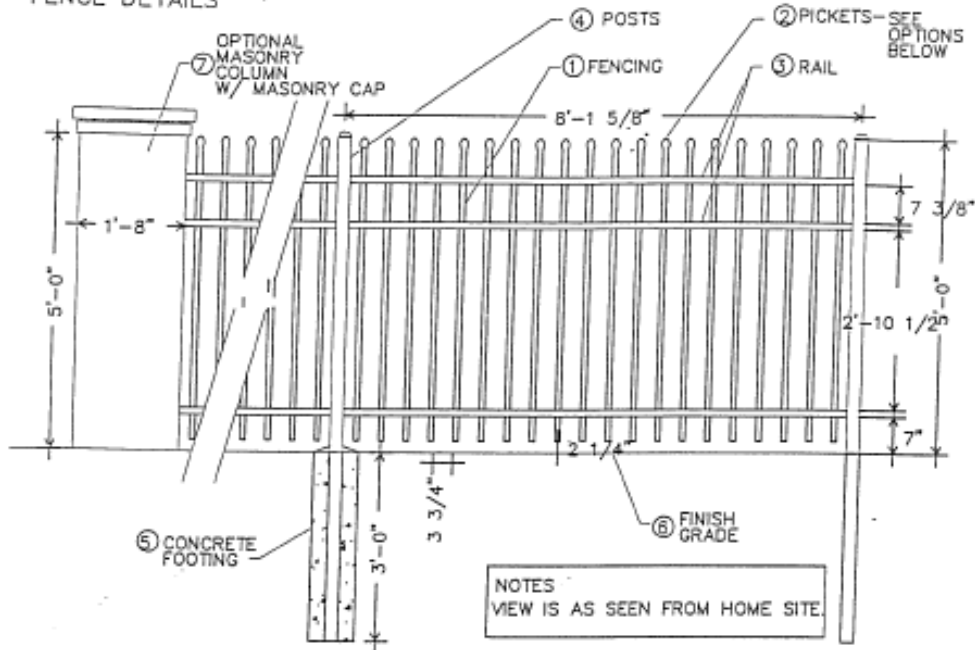 FENCE DETAILS
④ POSTS
② PICKETS-SEE
OPTIONS
BELOW
⑦ OPTIONAL
MASONRY
COLUMN
W/ MASONRY CAP
① FENCING
③ RAIL
8'-1 5/8"
1'-8"
5'-0"
7 3/8"
2'-10 1/2"
5'-0"
7"
2 1/4"
3 3/4"
3'-0"
⑤ CONCRETE
FOOTING
⑥ FINISH
GRADE
NOTES
VIEW IS AS SEEN FROM HOME SITE.